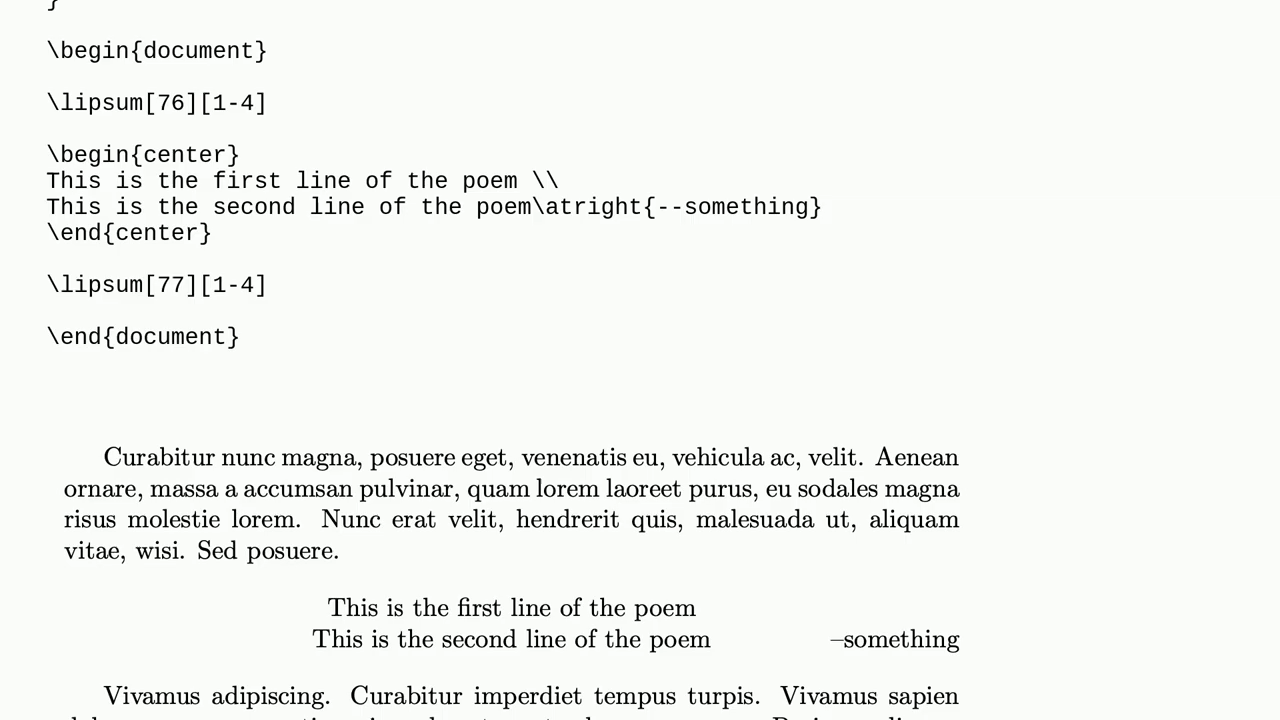 }
\begin{document}
\lipsum[76][1-4]
\begin{center}
This is the first line of the poem \\
This is the second line of the poem\atright{--something}
\end{center}
\lipsum[77][1-4]
\end{document}
Curabitur nunc magna, posuere eget, venenatis eu, vehicula ac, velit. Aenean
ornare, massa a accumsan pulvinar, quam lorem laoreet purus, eu sodales magna
risus molestie lorem. Nunc erat velit, hendrerit quis, malesuada ut, aliquam
vitae, wisi. Sed posuere.
This is the first line of the poem
This is the second line of the poem –something
Vivamus adipiscing. Curabitur imperdiet tempus turpis. Vivamus sapien